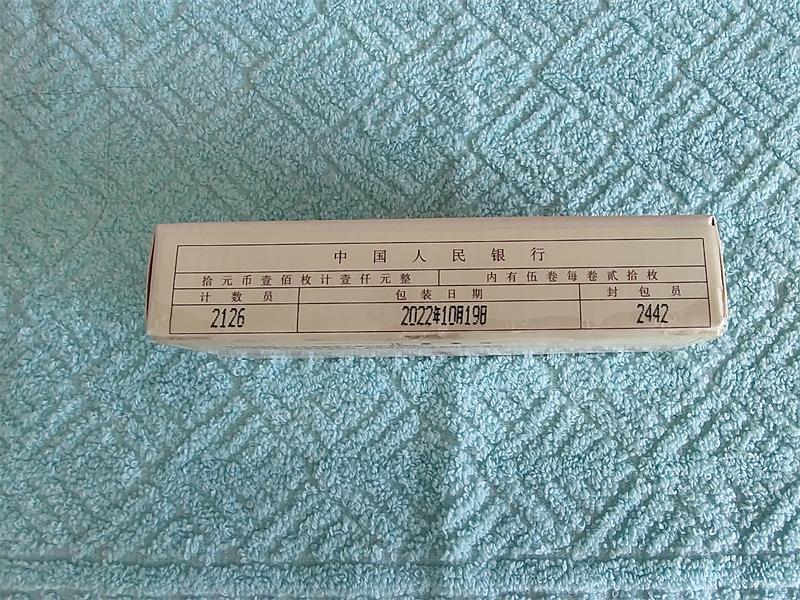 中国人民银行
拾元币壹佰枚计壹仟元整 内有伍卷每卷贰拾枚
计数员 包装日期 封包员
2126 2022年10月19日 2442